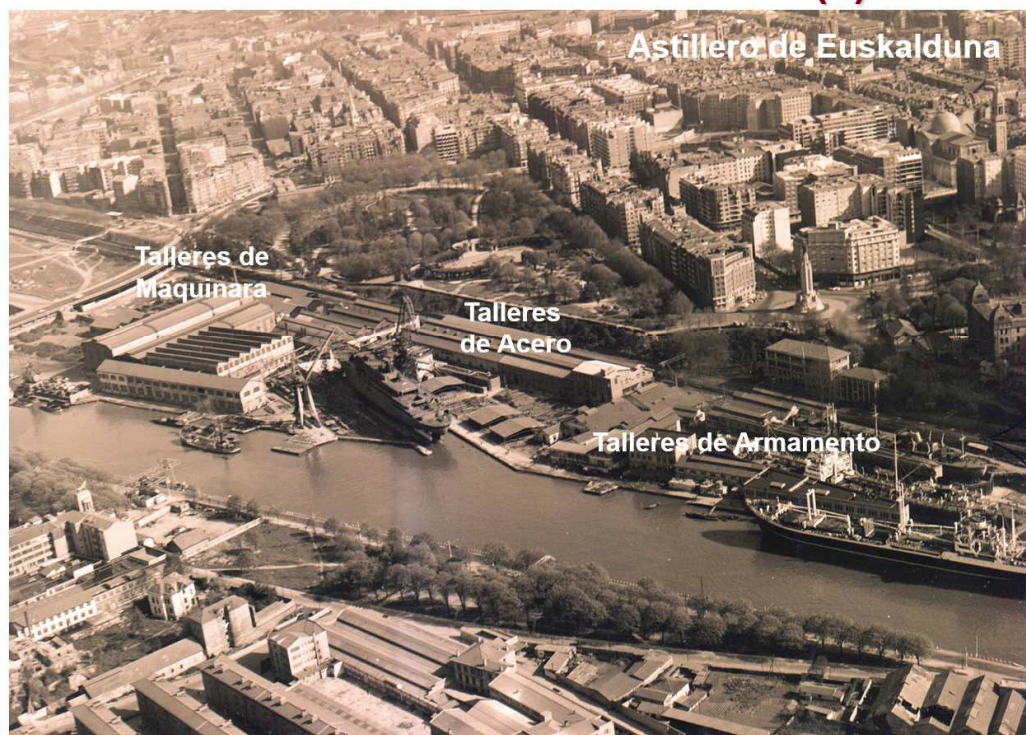 Astillero de Euskalduna
Talleres de
Maquinara
Talleres
de Acero
Talleres de Armamento